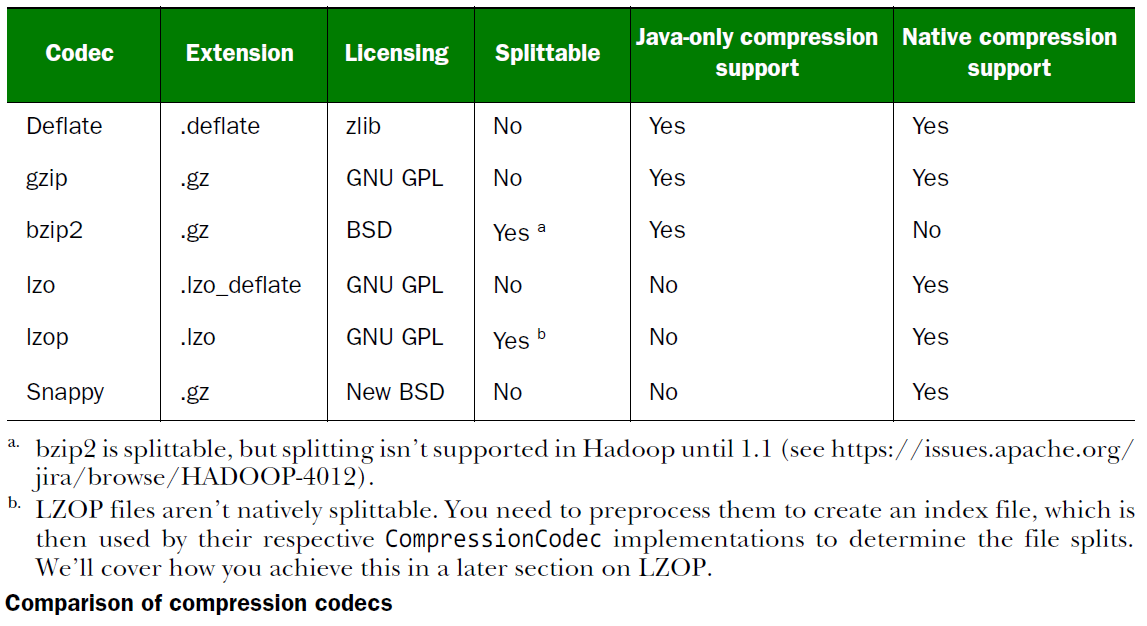 Codec Extension Licensing Splittable Java-only compression support Native compression support
Deflate .deflate zlib No Yes Yes
gzip .gz GNU GPL No Yes Yes
bzip2 .gz BSD Yes a Yes No
lzo .lzo_deflate GNU GPL No No Yes
lzop .lzo GNU GPL Yes b No Yes
Snappy .gz New BSD No No Yes
a. bzip2 is splittable, but splitting isn’t supported in Hadoop until 1.1 (see https://issues.apache.org/
jira/browse/HADOOP-4012).
b. LZOP files aren’t natively splittable. You need to preprocess them to create an index file, which is
then used by their respective CompressionCodec implementations to determine the file splits.
We’ll cover how you achieve this in a later section on LZOP.
Comparison of compression codecs